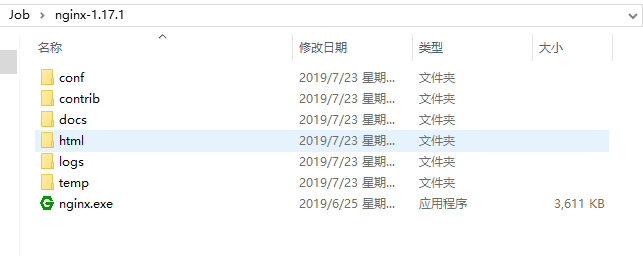 Job > nginx-1.17.1
名称 修改日期 类型 大小
conf 2019/7/23 星期... 文件夹
contrib 2019/7/23 星期... 文件夹
docs 2019/7/23 星期... 文件夹
html 2019/7/23 星期... 文件夹
logs 2019/7/23 星期... 文件夹
temp 2019/7/23 星期... 文件夹
nginx.exe 2019/6/25 星期... 应用程序 3,611 KB